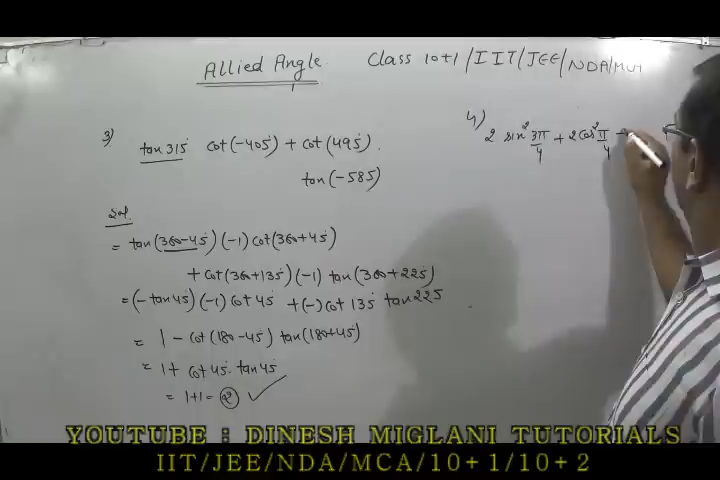 Allied Angle
Class 10+1/IIT/JEE/NDA/MCA
3)
tan 315° cot(-405°) + cot(495°).
tan(-585)
Sol.
= tan(360-45°)(-1)cot(360+45°)
+ cot(360+135°)(-1) tan(360+225°)
= (-tan45°)(-1)cot 45 +(-)cot 135° tan225
= 1 - cot(180-45°) tan(180+45°)
= 1+ cot45°. tan45
= 1+1 = 2 ✓
4)
2 sin² 3π/4 + 2cos² π/4
YOUTUBE : DINESH MIGLANI TUTORIALS
IIT/JEE/NDA/MCA/10+1/10+2